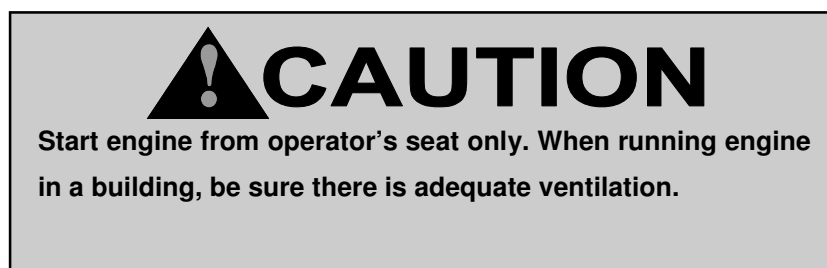 CAUTION
Start engine from operator’s seat only. When running engine
in a building, be sure there is adequate ventilation.